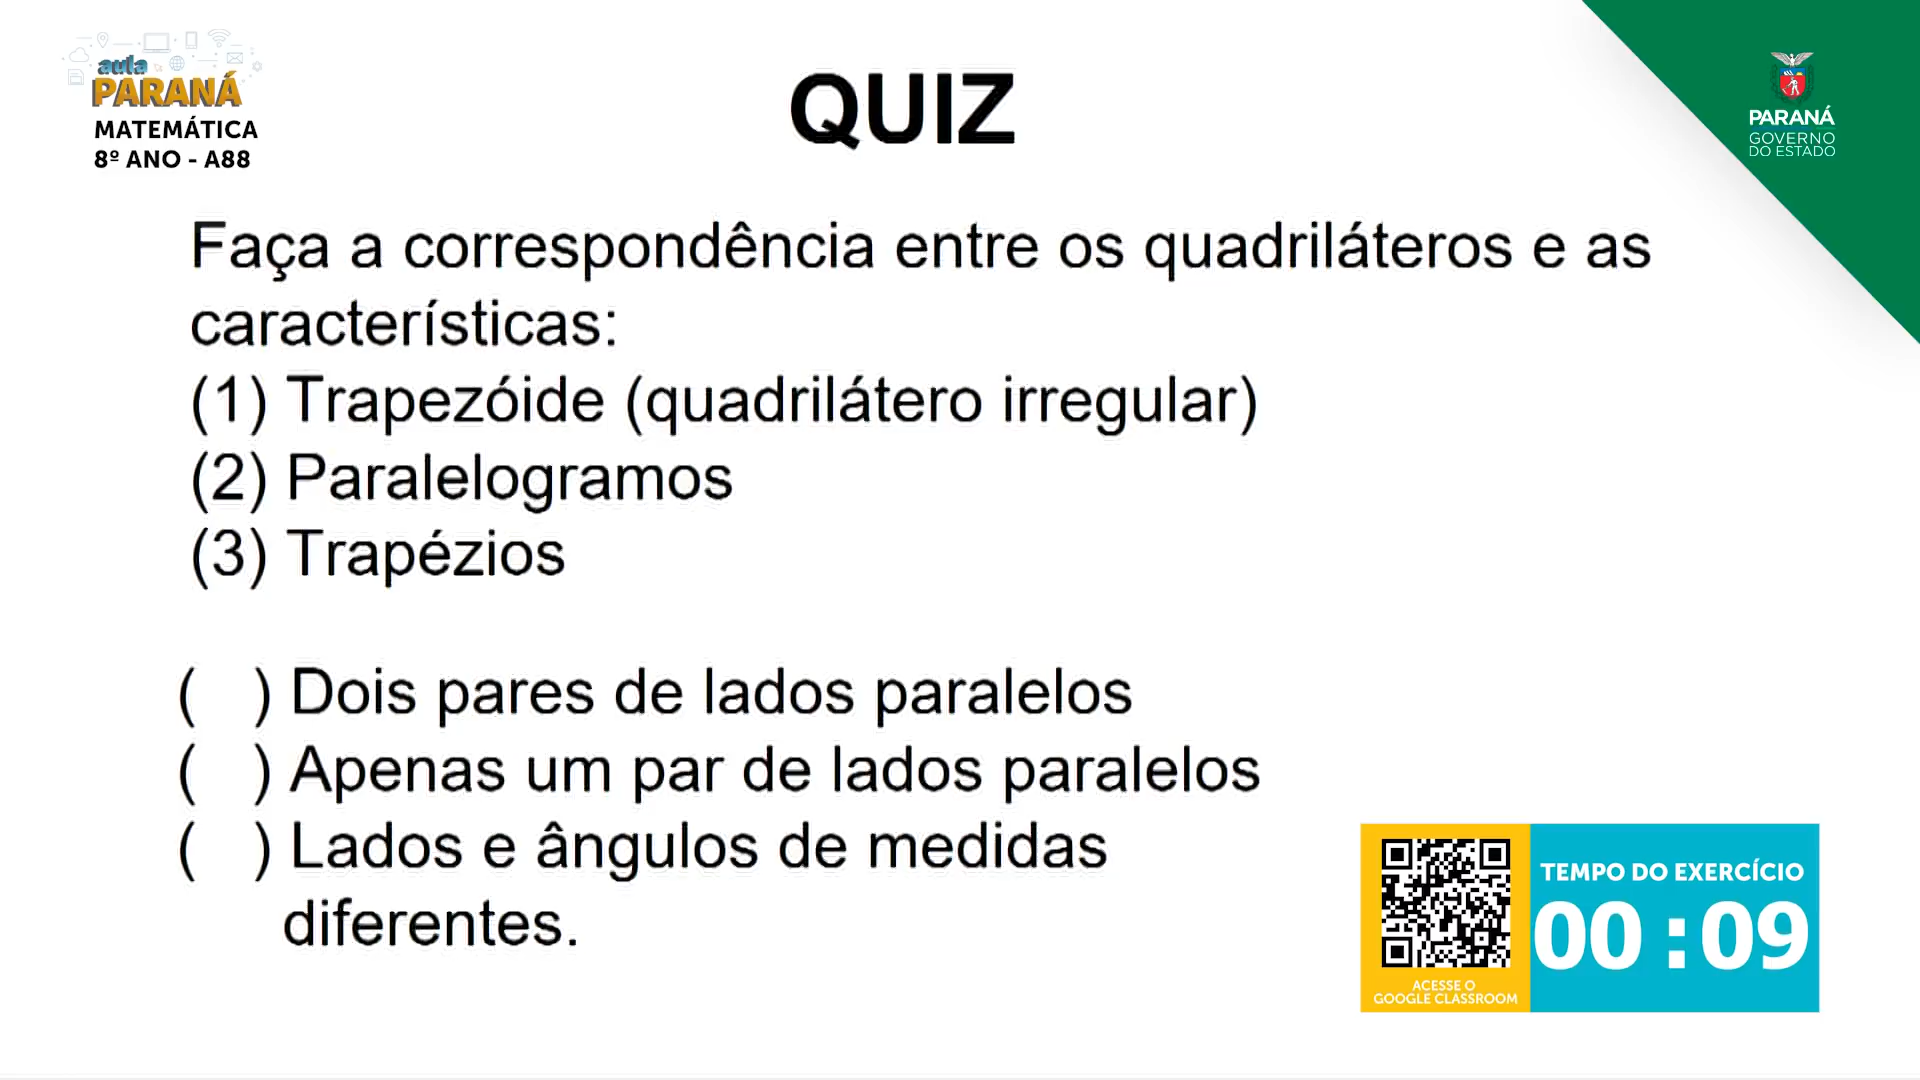 aula
PARANÁ
MATEMÁTICA
8º ANO - A88
QUIZ
PARANÁ
GOVERNO
DO ESTADO
Faça a correspondência entre os quadriláteros e as
características:
(1) Trapezóide (quadrilátero irregular)
(2) Paralelogramos
(3) Trapézios
(   ) Dois pares de lados paralelos
(   ) Apenas um par de lados paralelos
(   ) Lados e ângulos de medidas
diferentes.
TEMPO DO EXERCÍCIO
00 : 09
ACESSE O
GOOGLE CLASSROOM